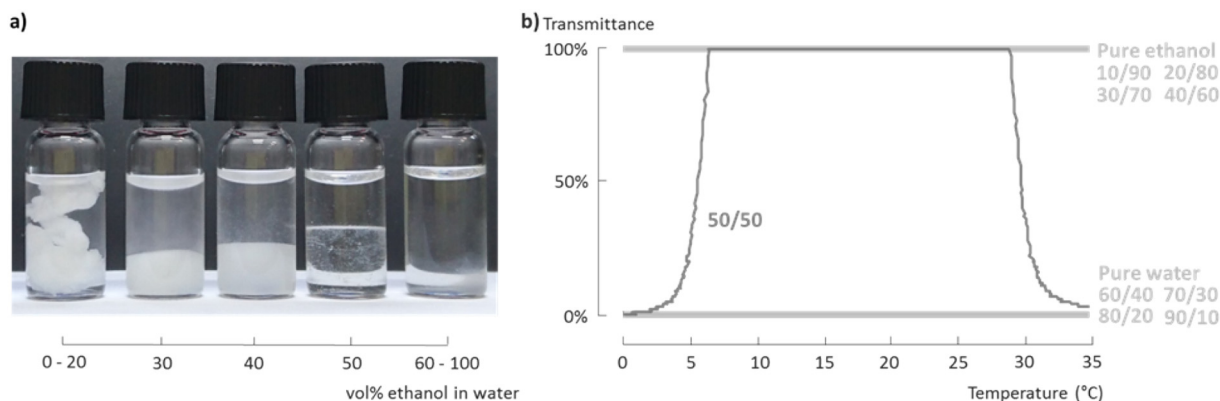 a)
0 - 20 30 40 50 60 - 100
vol% ethanol in water
b) Transmittance
100%
50%
0%
50/50
Pure ethanol
10/90 20/80
30/70 40/60
Pure water
60/40 70/30
80/20 90/10
0 5 10 15 20 25 30 35
Temperature (°C)